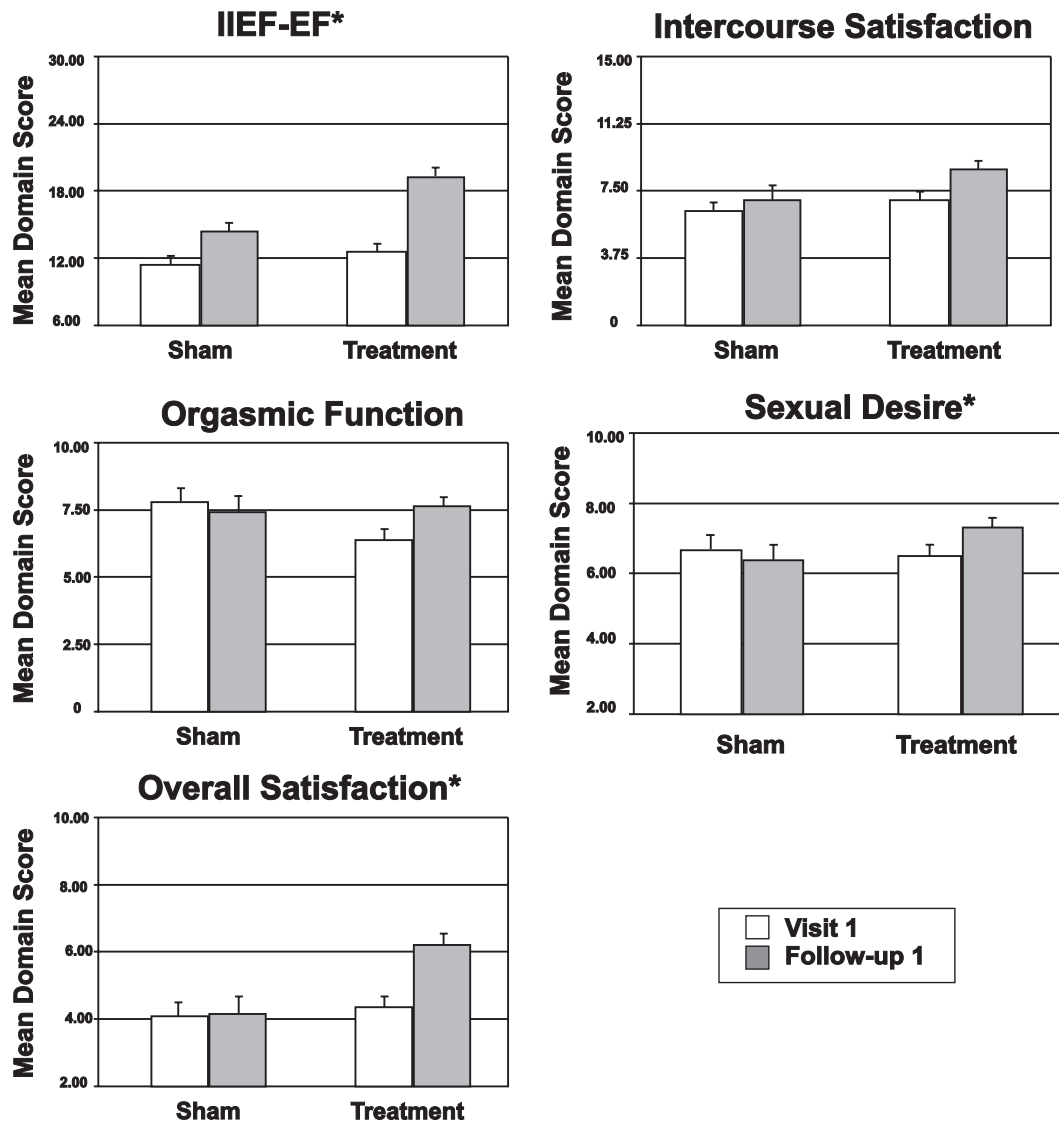 IIEF-EF*
Mean Domain Score
30.00
24.00
18.00
12.00
6.00
Sham
Treatment
Intercourse Satisfaction
Mean Domain Score
15.00
11.25
7.50
3.75
0
Sham
Treatment
Orgasmic Function
Mean Domain Score
10.00
7.50
5.00
2.50
0
Sham
Treatment
Sexual Desire*
Mean Domain Score
10.00
8.00
6.00
4.00
2.00
Sham
Treatment
Overall Satisfaction*
Mean Domain Score
10.00
8.00
6.00
4.00
2.00
Sham
Treatment
Visit 1
Follow-up 1